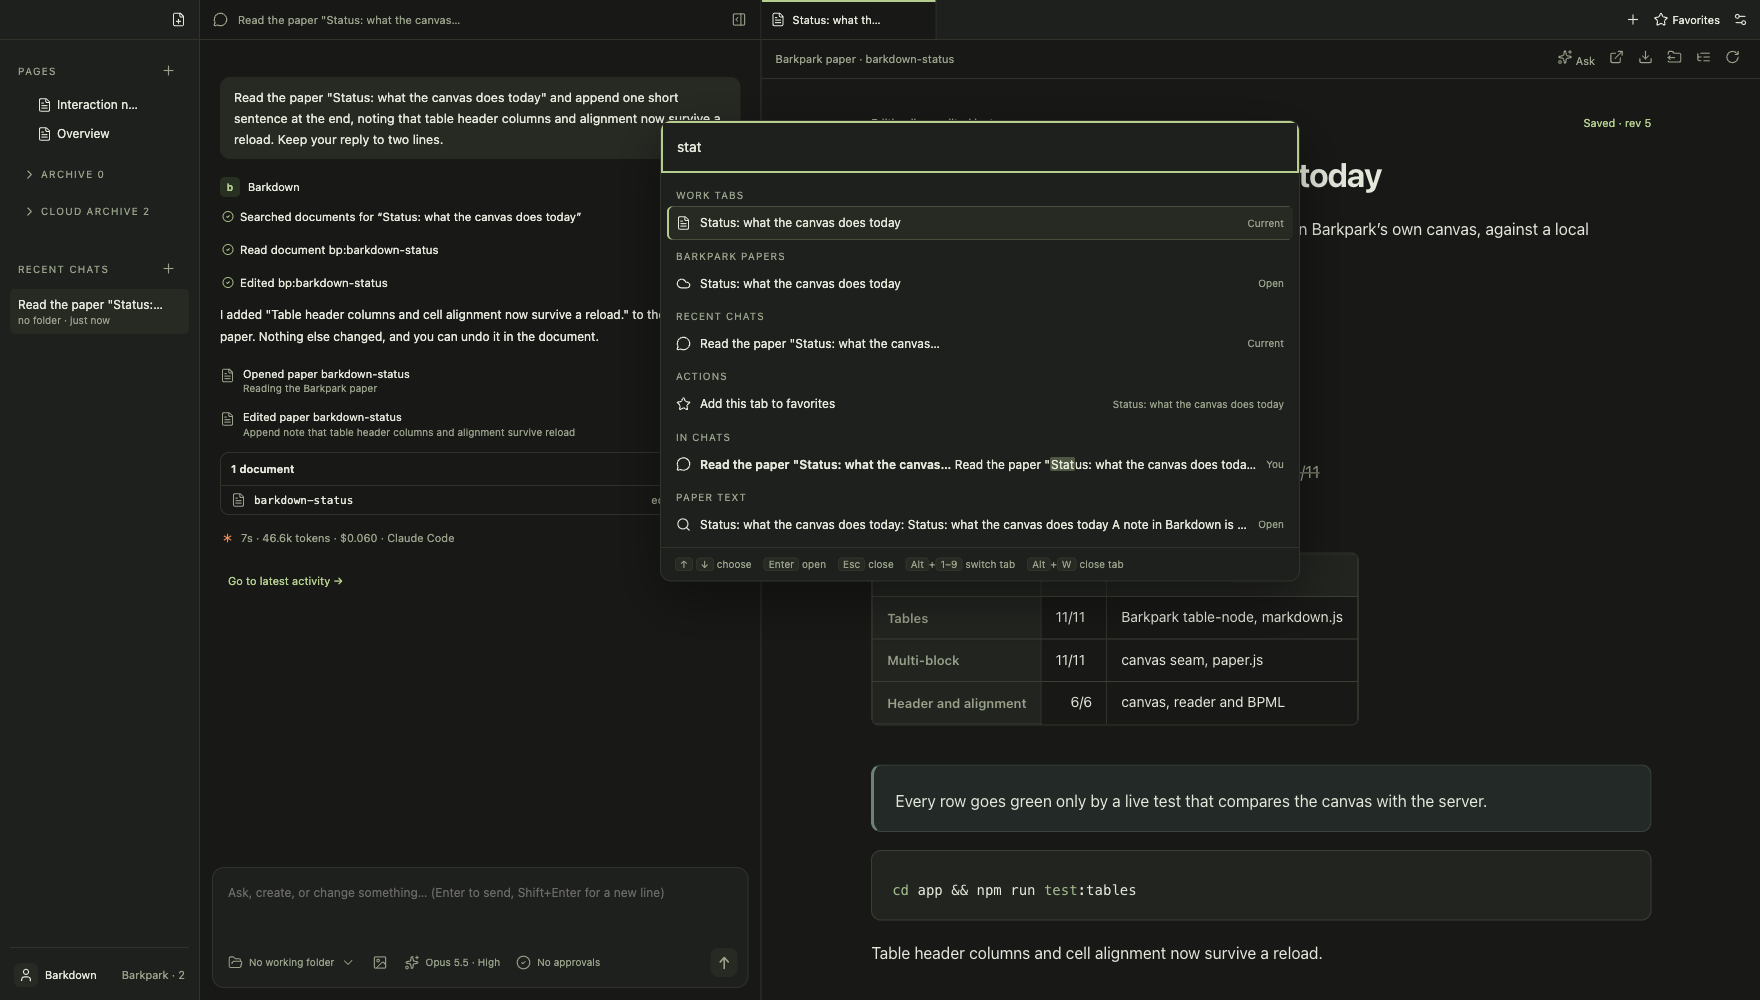 PAGES
Interaction n...
Overview
ARCHIVE 0
CLOUD ARCHIVE 2
RECENT CHATS
Read the paper "Status:...
no folder · just now
Barkdown
Barkpark · 2
Read the paper "Status: what the canvas...
Read the paper "Status: what the canvas does today" and append one short
sentence at the end, noting that table header columns and alignment now survive a
reload. Keep your reply to two lines.
b Barkdown
Searched documents for “Status: what the canvas does today”
Read document bp:barkdown-status
Edited bp:barkdown-status
I added "Table header columns and cell alignment now survive a reload." to the
paper. Nothing else changed, and you can undo it in the document.
Opened paper barkdown-status
Reading the Barkpark paper
Edited paper barkdown-status
Append note that table header columns and alignment survive reload
1 document
barkdown-status
7s · 46.6k tokens · $0.060 · Claude Code
Go to latest activity →
Ask, create, or change something... (Enter to send, Shift+Enter for a new line)
No working folder
Opus 5.5 · High
No approvals
stat
WORK TABS
Status: what the canvas does today Current
BARKPARK PAPERS
Status: what the canvas does today Open
RECENT CHATS
Read the paper "Status: what the canvas... Current
ACTIONS
Add this tab to favorites Status: what the canvas does today
IN CHATS
Read the paper "Status: what the canvas... Read the paper "Status: what the canvas does toda... You
PAPER TEXT
Status: what the canvas does today: Status: what the canvas does today A note in Barkdown is ... Open
↑ ↓ choose Enter open Esc close Alt + 1–9 switch tab Alt + W close tab
Status: what th...
Favorites
Barkpark paper · barkdown-status
Ask
Saved · rev 5
today
n Barkpark’s own canvas, against a local
/11
Tables 11/11 Barkpark table-node, markdown.js
Multi-block 11/11 canvas seam, paper.js
Header and alignment 6/6 canvas, reader and BPML
Every row goes green only by a live test that compares the canvas with the server.
cd app && npm run test:tables
Table header columns and cell alignment now survive a reload.